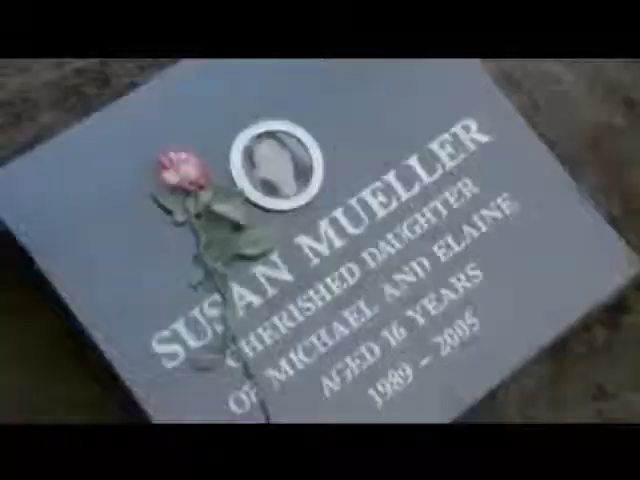 SUSAN MUELLER
CHERISHED DAUGHTER
OF MICHAEL AND ELAINE
AGED 16 YEARS
1989 - 2005